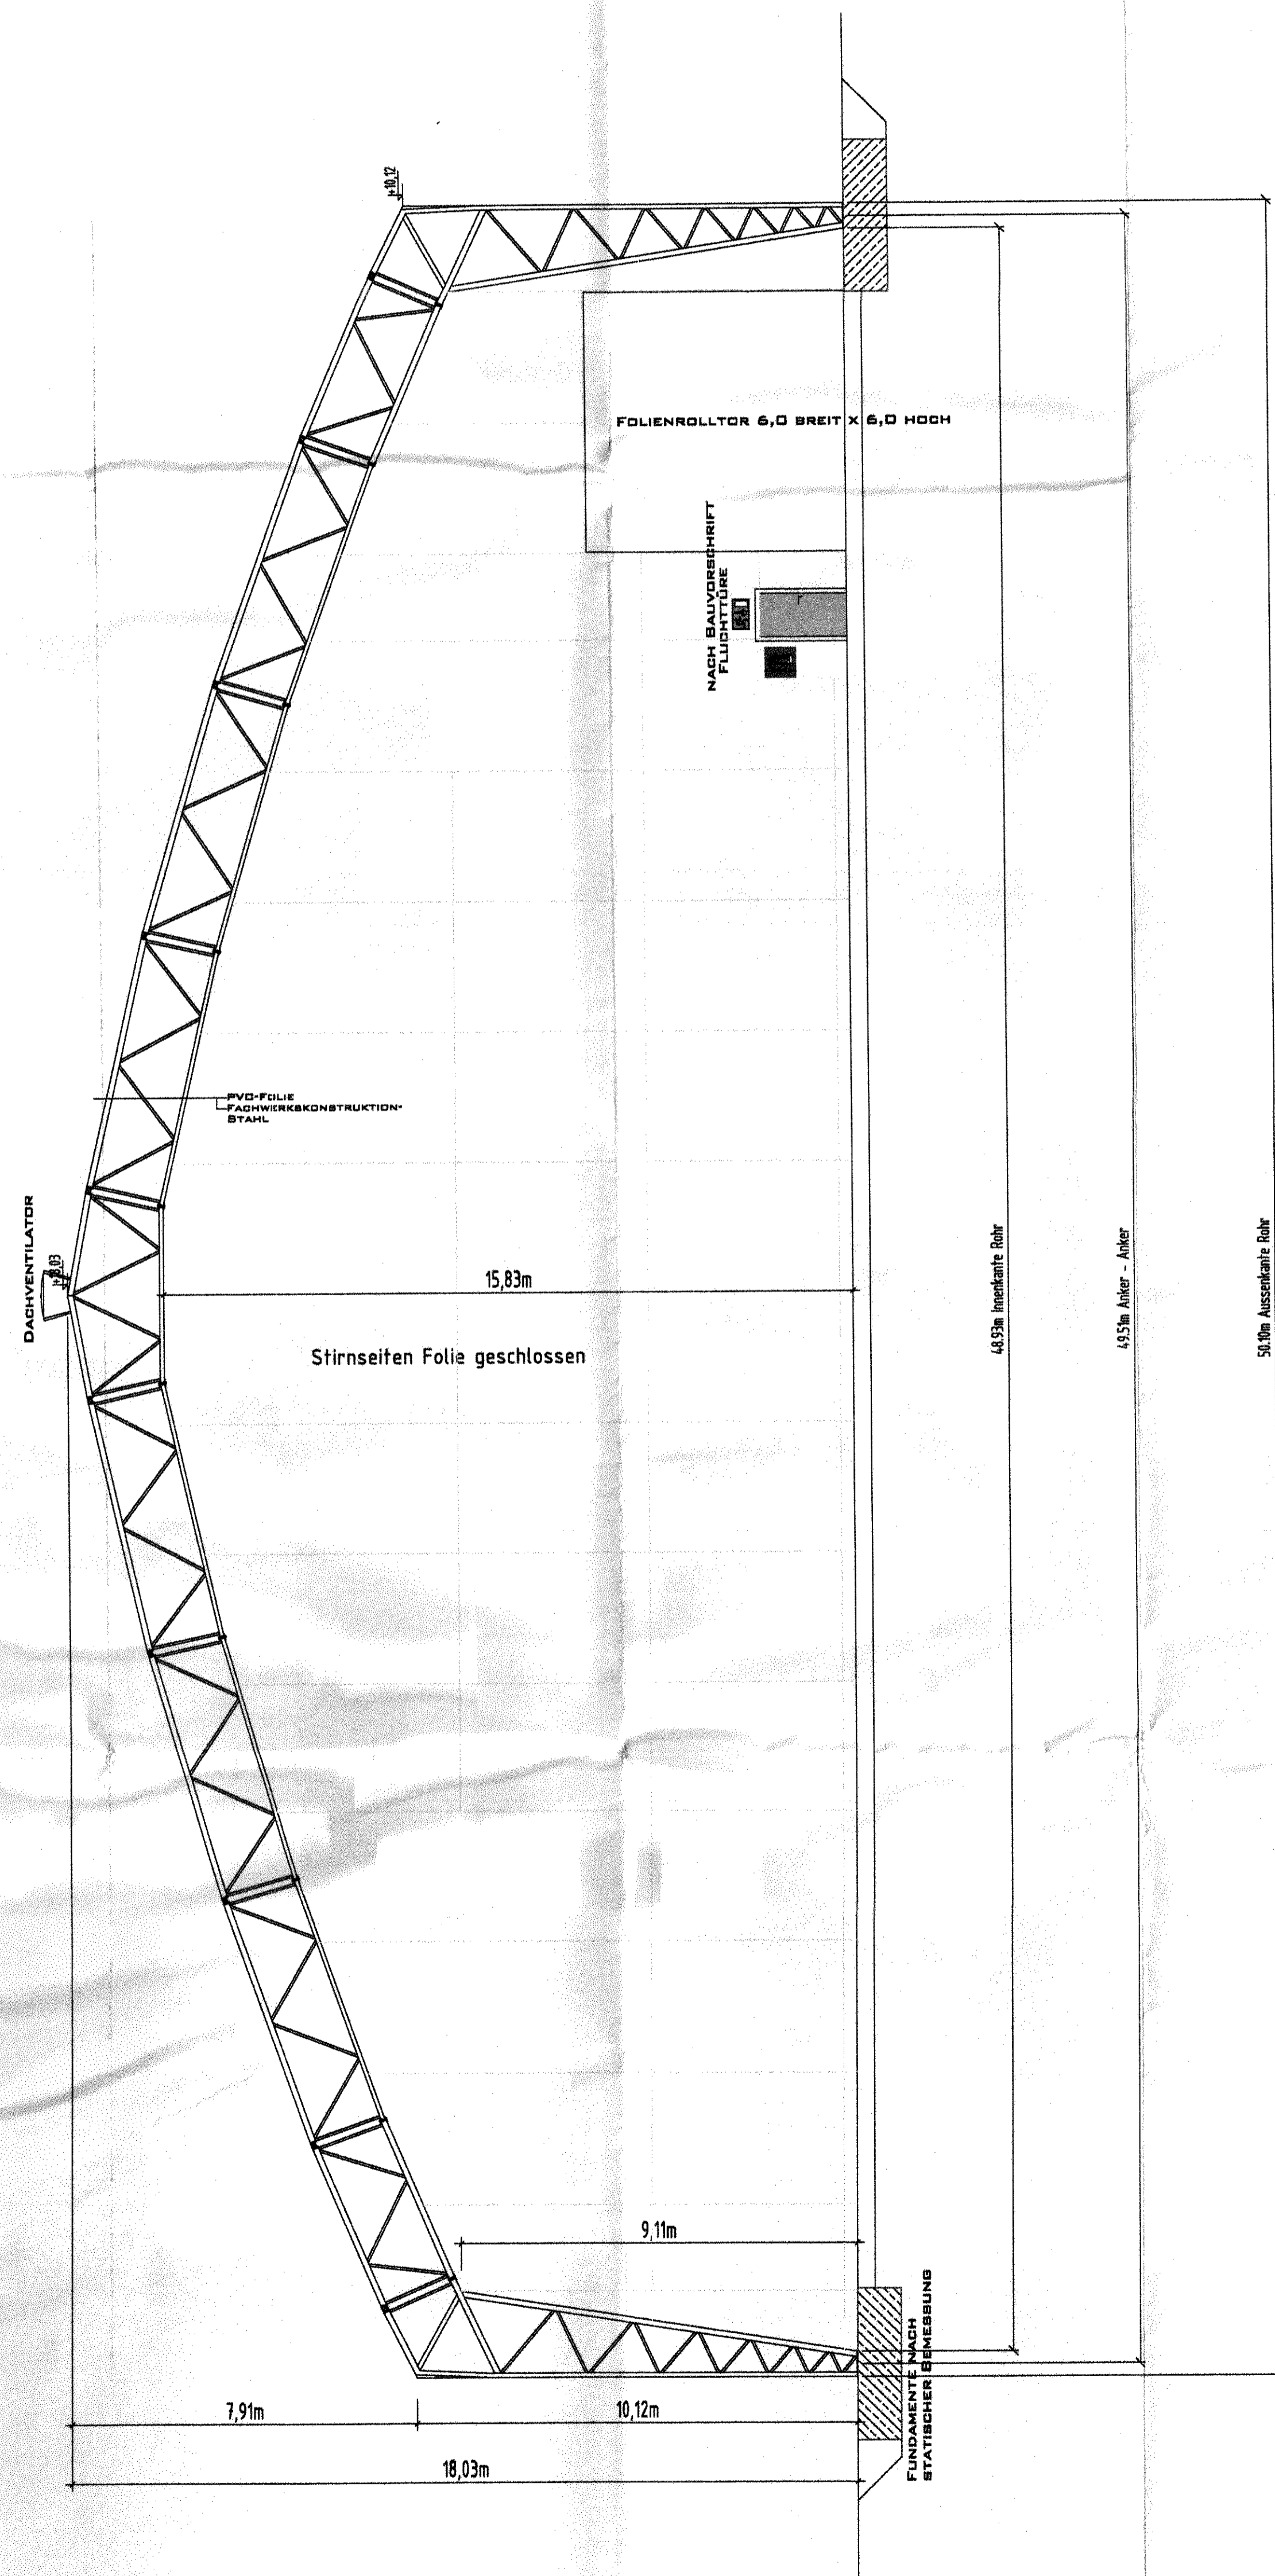 +10,12
FOLIENROLLTOR 6,0 BREIT X 6,0 HOCH
NACH BAUVORSCHRIFT
FLUCHTTÜRE
PVC-FOLIE
FACHWERKSKONSTRUKTION-
STAHL
DACHVENTILATOR
+18,03
15,83m
Stirnseiten Folie geschlossen
48.93m Innenkante Rohr
49.51m Anker - Anker
50.10m Aussenkante Rohr
9,11m
FUNDAMENTE NACH
STATISCHER BEMESSUNG
7,91m
10,12m
18,03m